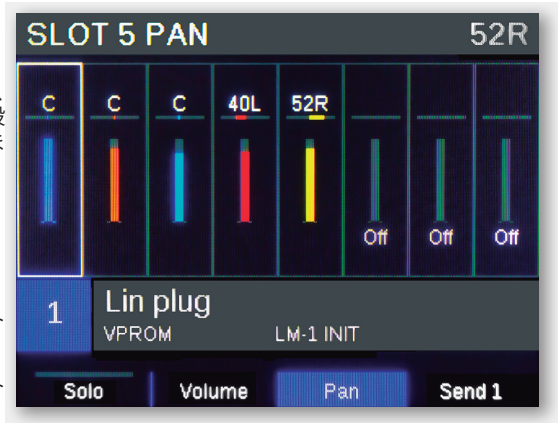 SLOT 5 PAN 52R
C C C 40L 52R
Off Off Off
1 Lin plug
VPROM LM-1 INIT
Solo Volume Pan Send 1